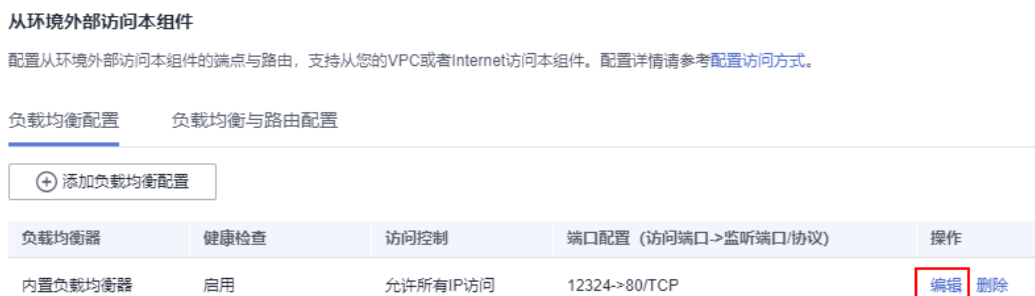 从环境外部访问本组件
配置从环境外部访问本组件的端点与路由，支持从您的VPC或者Internet访问本组件。配置详情请参考配置访问方式。
负载均衡配置 负载均衡与路由配置
添加负载均衡配置
负载均衡器 健康检查 访问控制 端口配置（访问端口->监听端口/协议） 操作
内置负载均衡器 启用 允许所有IP访问 12324->80/TCP 编辑 删除